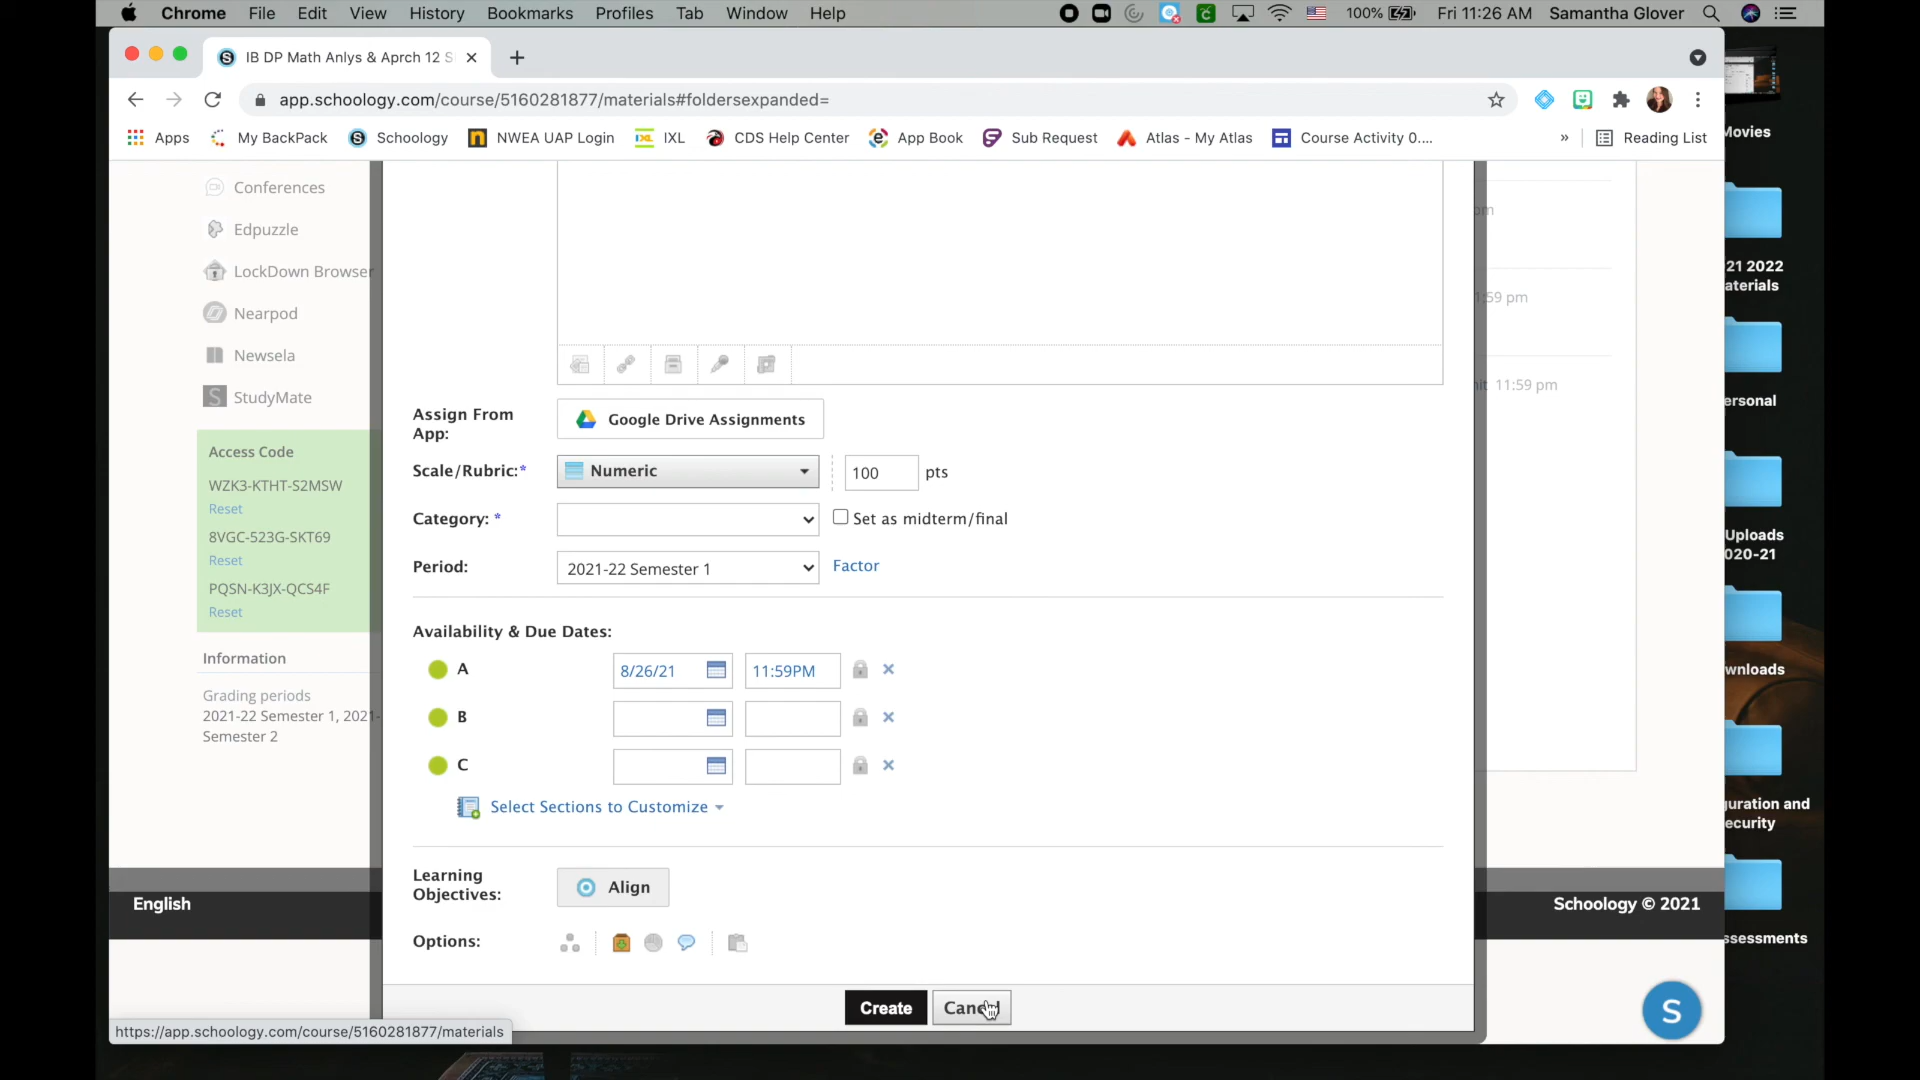 Chrome File Edit View History Bookmarks Profiles Tab Window Help 100% Fri 11:26 AM Samantha Glover
IB DP Math Anlys & Aprch 12 S
app.schoology.com/course/5160281877/materials#foldersexpanded=
Apps My BackPack Schoology NWEA UAP Login IXL CDS Help Center App Book Sub Request Atlas - My Atlas Course Activity 0.... » Reading List
Movies
Conferences
Edpuzzle
LockDown Browser
Nearpod
Newsela
StudyMate
Access Code
WZK3-KTHT-S2MSW
Reset
8VGC-523G-SKT69
Reset
PQSN-K3JX-QCS4F
Reset
Information
Grading periods
2021-22 Semester 1, 2021-
Semester 2
Assign From
App:
Google Drive Assignments
Scale/Rubric:* Numeric 100 pts
Category: * Set as midterm/final
Period: 2021-22 Semester 1 Factor
Availability & Due Dates:
A 8/26/21 11:59PM
B
C
Select Sections to Customize
Learning
Objectives:
Align
Options:
Create Cancel
pm
1:59 pm
11:59 pm
21 2022
aterials
ersonal
Uploads
020-21
wnloads
guration and
ecurity
ssessments
English
Schoology © 2021
S
https://app.schoology.com/course/5160281877/materials